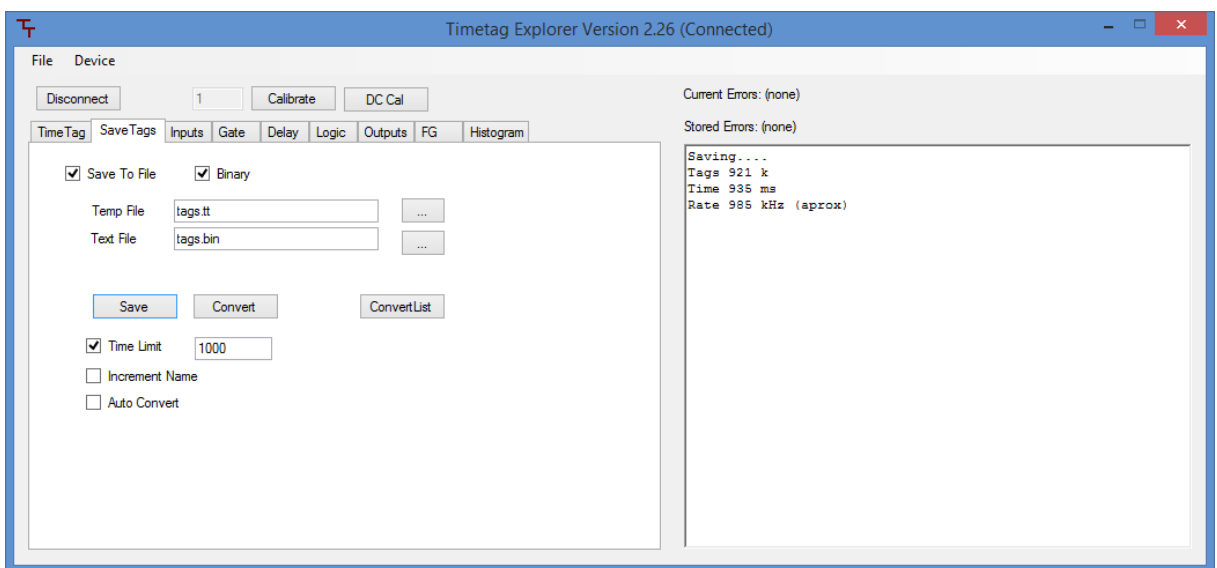 Timetag Explorer Version 2.26 (Connected)
File Device
Disconnect 1 Calibrate DC Cal
TimeTag SaveTags Inputs Gate Delay Logic Outputs FG Histogram
Save To File Binary
Temp File tags.tt ...
Text File tags.bin ...
Save Convert ConvertList
Time Limit 1000
Increment Name
Auto Convert
Current Errors: (none)
Stored Errors: (none)
Saving....
Tags 921 k
Time 935 ms
Rate 985 kHz (aprox)